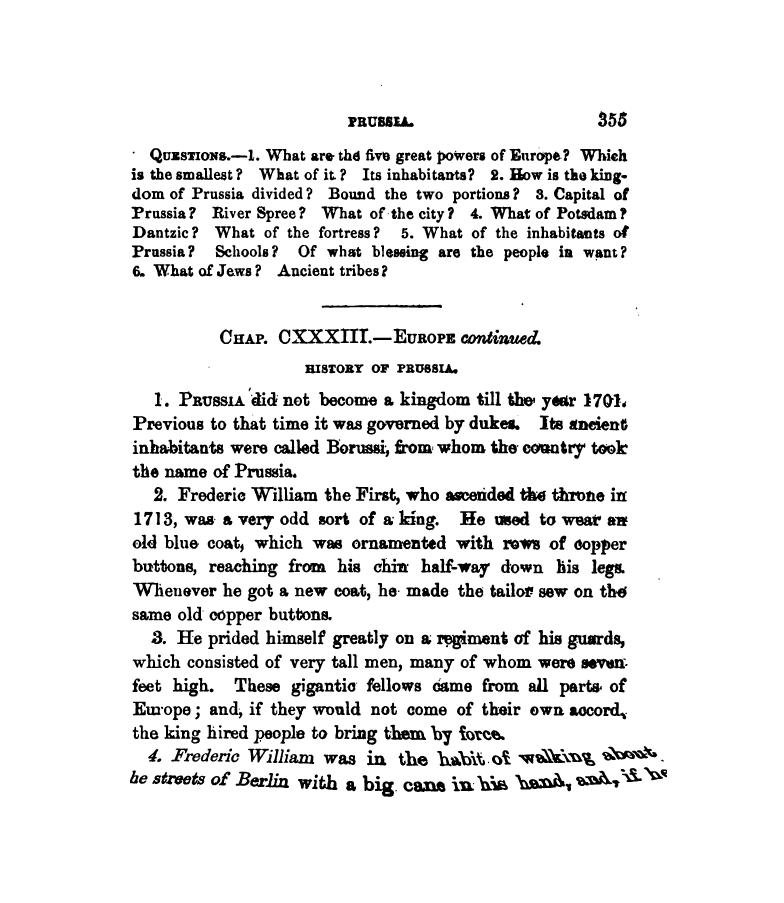 PRUSSIA. 355
QUESTIONS.—1. What are the five great powers of Europe? Which
is the smallest? What of it? Its inhabitants? 2. How is the king-
dom of Prussia divided? Bound the two portions? 3. Capital of
Prussia? River Spree? What of the city? 4. What of Potsdam?
Dantzic? What of the fortress? 5. What of the inhabitants of
Prussia? Schools? Of what blessing are the people in want?
6. What of Jews? Ancient tribes?
CHAP. CXXXIII.—EUROPE continued.
HISTORY OF PRUSSIA.
1. PRUSSIA did not become a kingdom till the year 1701.
Previous to that time it was governed by dukes. Its ancient
inhabitants were called Borussi, from whom the country took
the name of Prussia.
2. Frederic William the First, who ascended the throne in
1713, was a very odd sort of a king. He used to wear an
old blue coat, which was ornamented with rows of copper
buttons, reaching from his chin half-way down his legs.
Whenever he got a new coat, he made the tailor sew on the
same old copper buttons.
3. He prided himself greatly on a regiment of his guards,
which consisted of very tall men, many of whom were seven
feet high. These gigantic fellows came from all parts of
Europe; and, if they would not come of their own accord,
the king hired people to bring them by force.
4. Frederic William was in the habit of walking about
he streets of Berlin with a big cane in his hand, and, if he